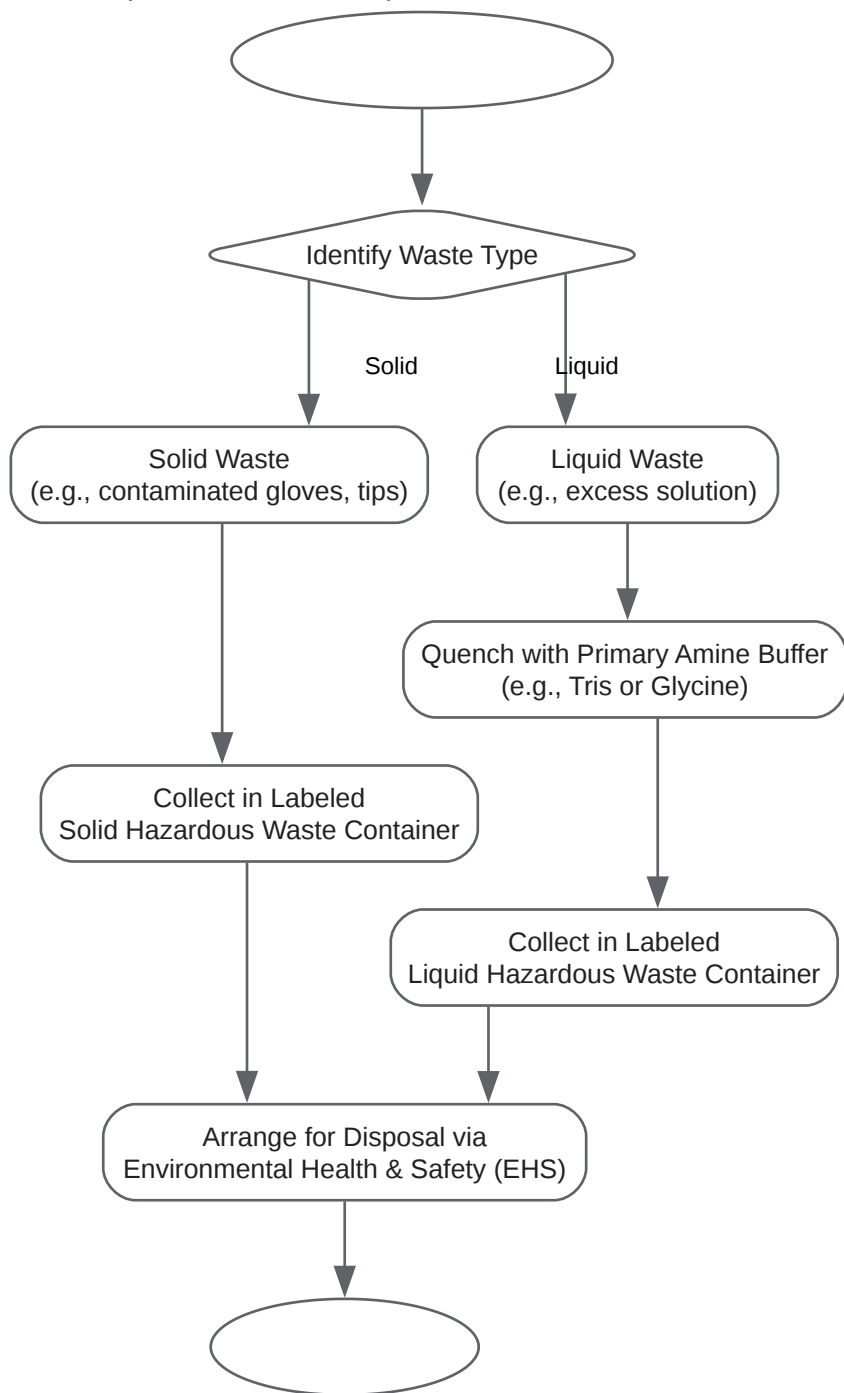 Identify Waste Type
Solid
Liquid
Solid Waste
(e.g., contaminated gloves, tips)
Liquid Waste
(e.g., excess solution)
Quench with Primary Amine Buffer
(e.g., Tris or Glycine)
Collect in Labeled
Solid Hazardous Waste Container
Collect in Labeled
Liquid Hazardous Waste Container
Arrange for Disposal via
Environmental Health & Safety (EHS)